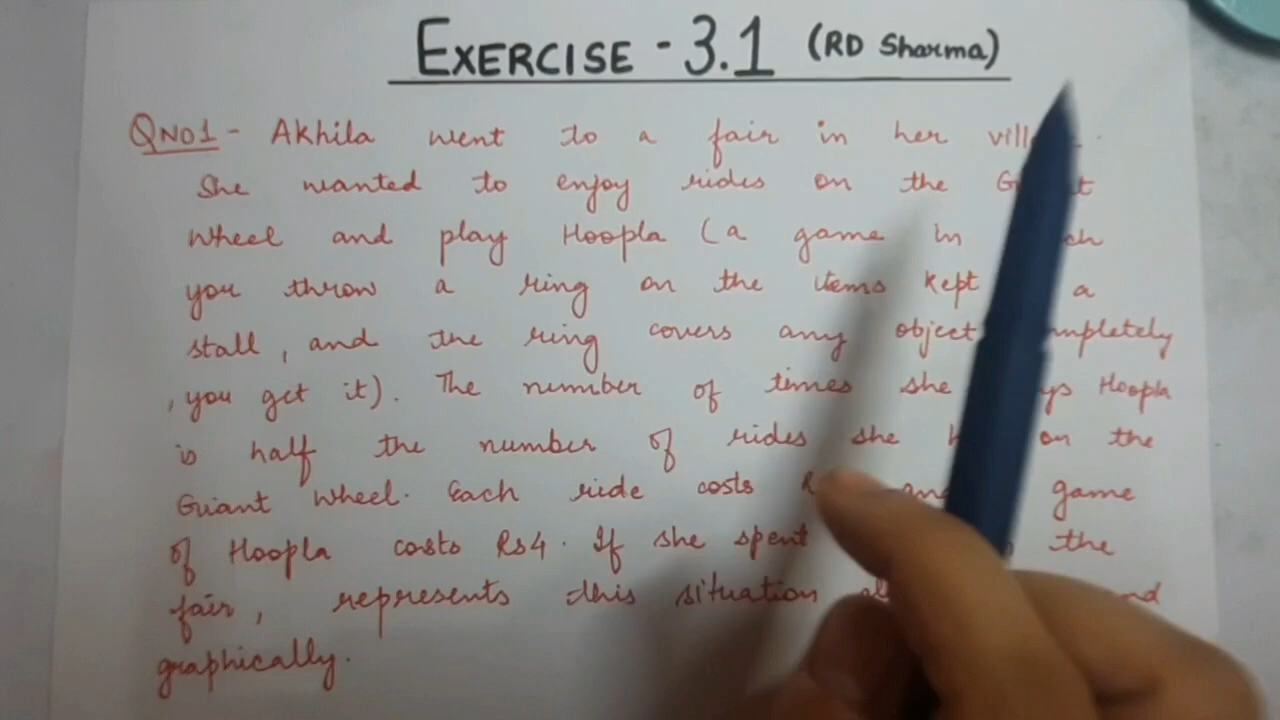 EXERCISE - 3.1 (RD Sharma)
QNO1 - Akhila went to a fair in her
She wanted to enjoy rides on the
Wheel and play Hoopla (a game in
you throw a ring on the items kept a
stall, and the ring covers any object
, you get it). The number of times she Hoopla
is half the number of rides she on the
Giant Wheel. Each ride costs game
of Hoopla costs Rs4. If she spent the
fair, represents this situation
graphically.